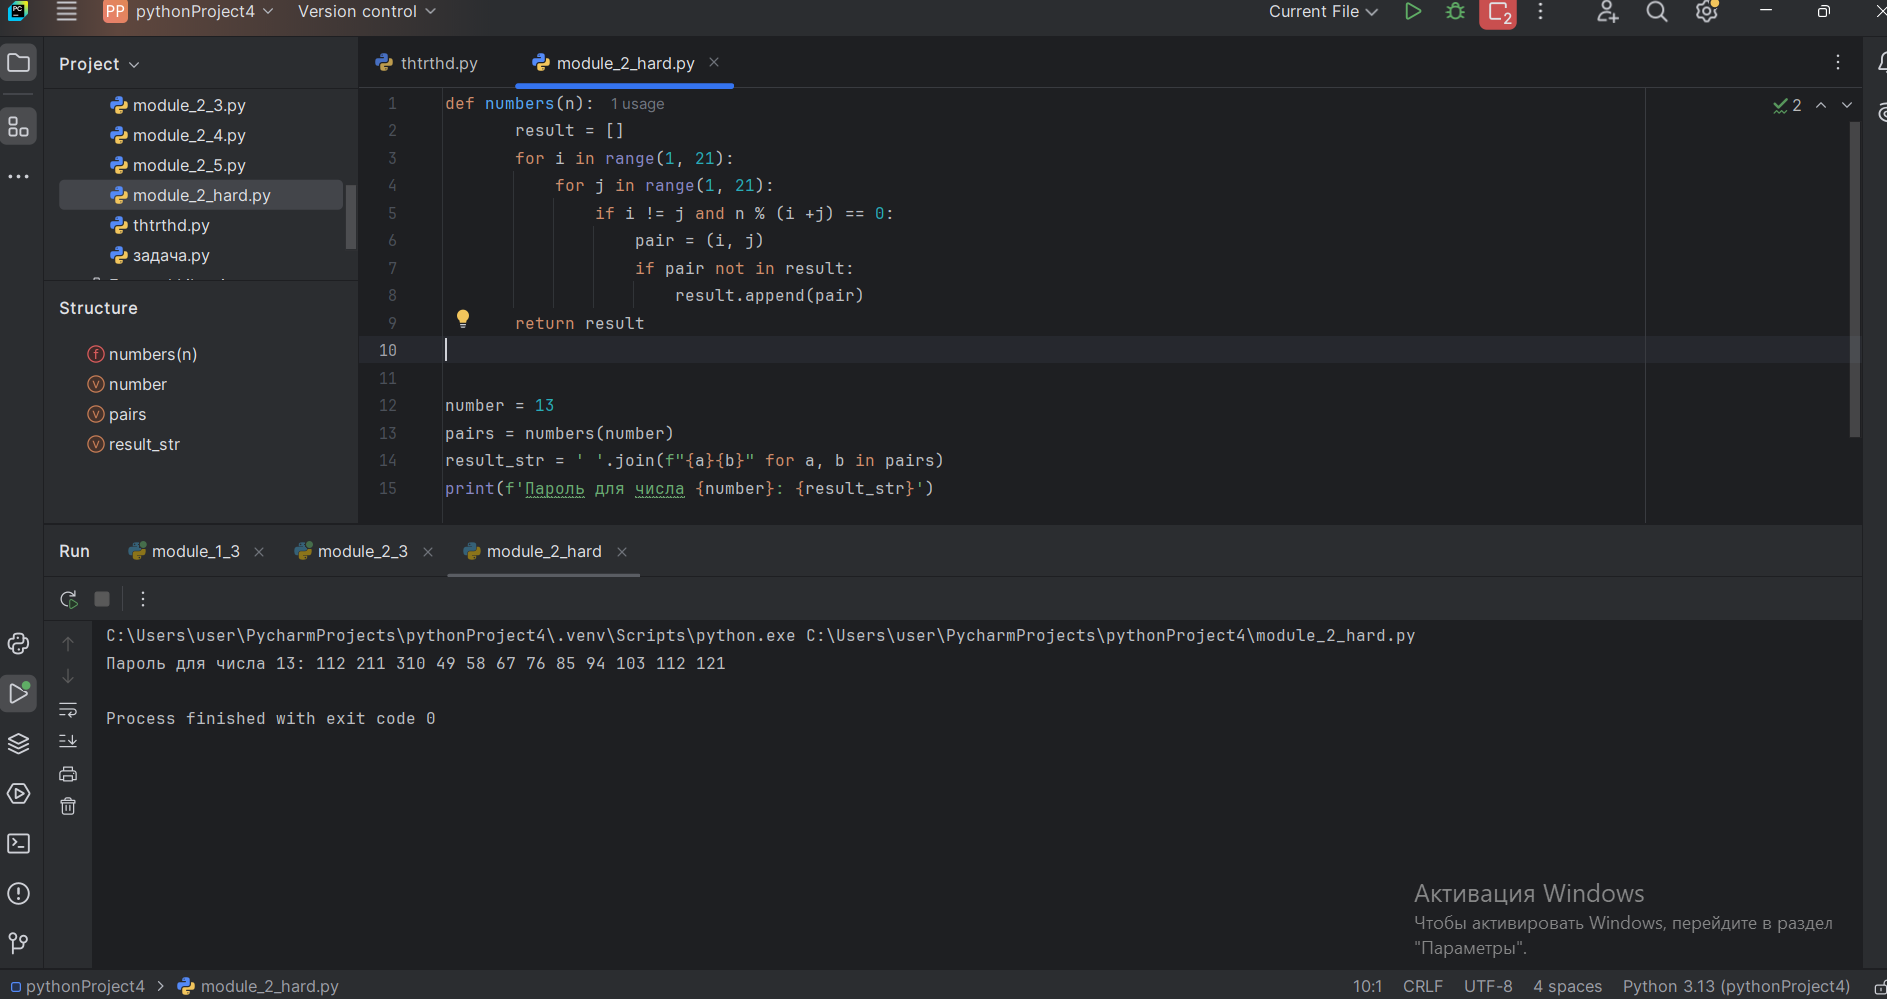 PP pythonProject4 Version control Current File 2
Project
thtrthd.py module_2_hard.py
module_2_3.py
module_2_4.py
module_2_5.py
module_2_hard.py
thtrthd.py
задача.py
Structure
numbers(n)
number
pairs
result_str
1 def numbers(n): 1 usage
2 result = []
3 for i in range(1, 21):
4 for j in range(1, 21):
5 if i != j and n % (i +j) == 0:
6 pair = (i, j)
7 if pair not in result:
8 result.append(pair)
9 return result
10
11
12 number = 13
13 pairs = numbers(number)
14 result_str = ' '.join(f"{a}{b}" for a, b in pairs)
15 print(f'Пароль для числа {number}: {result_str}')
2
Run module_1_3 module_2_3 module_2_hard
C:\Users\user\PycharmProjects\pythonProject4\.venv\Scripts\python.exe C:\Users\user\PycharmProjects\pythonProject4\module_2_hard.py
Пароль для числа 13: 112 211 310 49 58 67 76 85 94 103 112 121
Process finished with exit code 0
Активация Windows
Чтобы активировать Windows, перейдите в раздел
"Параметры".
pythonProject4 > module_2_hard.py 10:1 CRLF UTF-8 4 spaces Python 3.13 (pythonProject4)